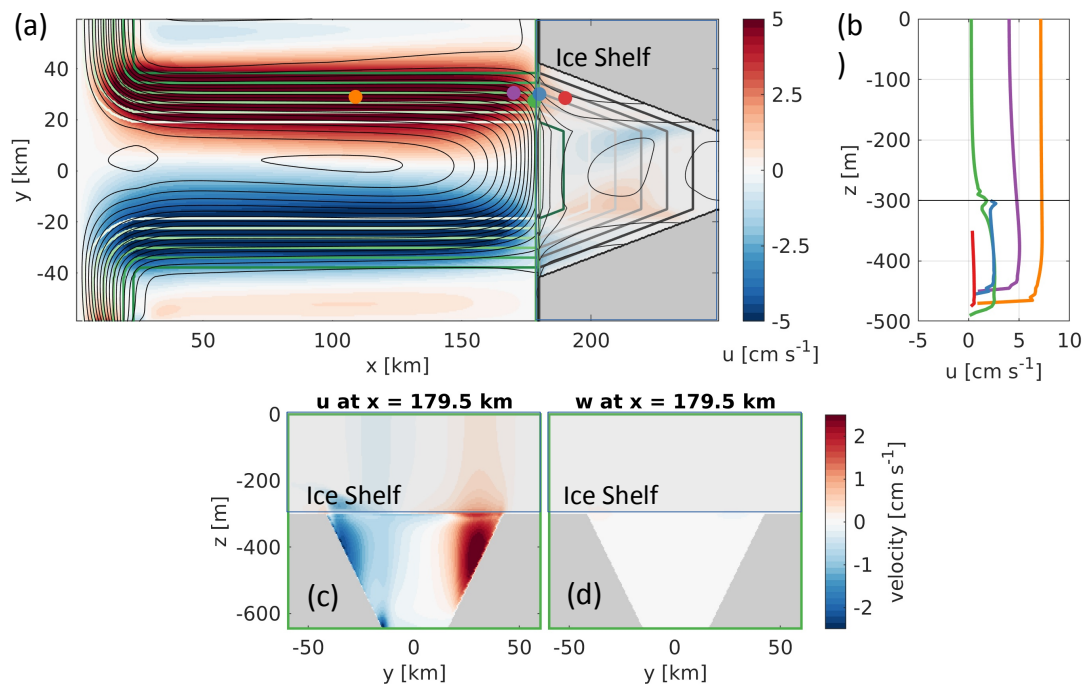 (a)
Ice Shelf
40
20
0
-20
-40
y [km]
50
100
150
200
x [km]
5
2.5
0
-2.5
-5
u [cm s⁻¹]
(b
)
0
-100
-200
-300
-400
-500
z [m]
-5
0
5
10
u [cm s⁻¹]
u at x = 179.5 km
w at x = 179.5 km
0
-200
-400
-600
z [m]
Ice Shelf
Ice Shelf
(c)
(d)
-50
0
50
y [km]
-50
0
50
y [km]
2
1
0
-1
-2
velocity [cm s⁻¹]